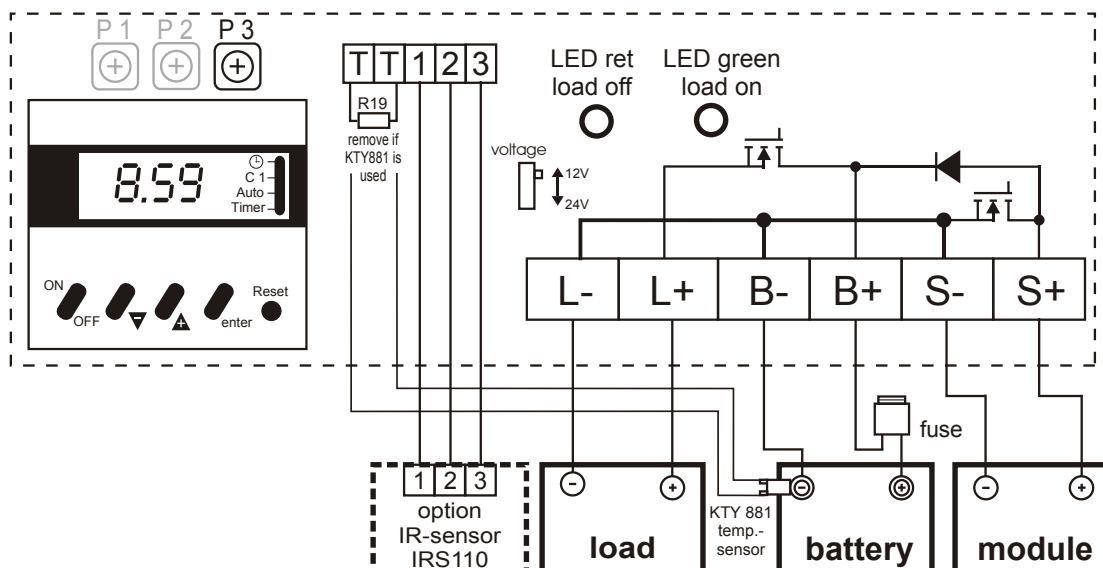 P 1 P 2 P 3
T T 1 2 3
R19
remove if
KTY881 is
used
LED ret
load off
LED green
load on
voltage
12V
24V
8.59
C 1
Auto
Timer
ON
OFF
enter
Reset
L- L+ B- B+ S- S+
fuse
1 2 3
option
IR-sensor
IRS110
load
KTY 881
temp.-
sensor
battery
module